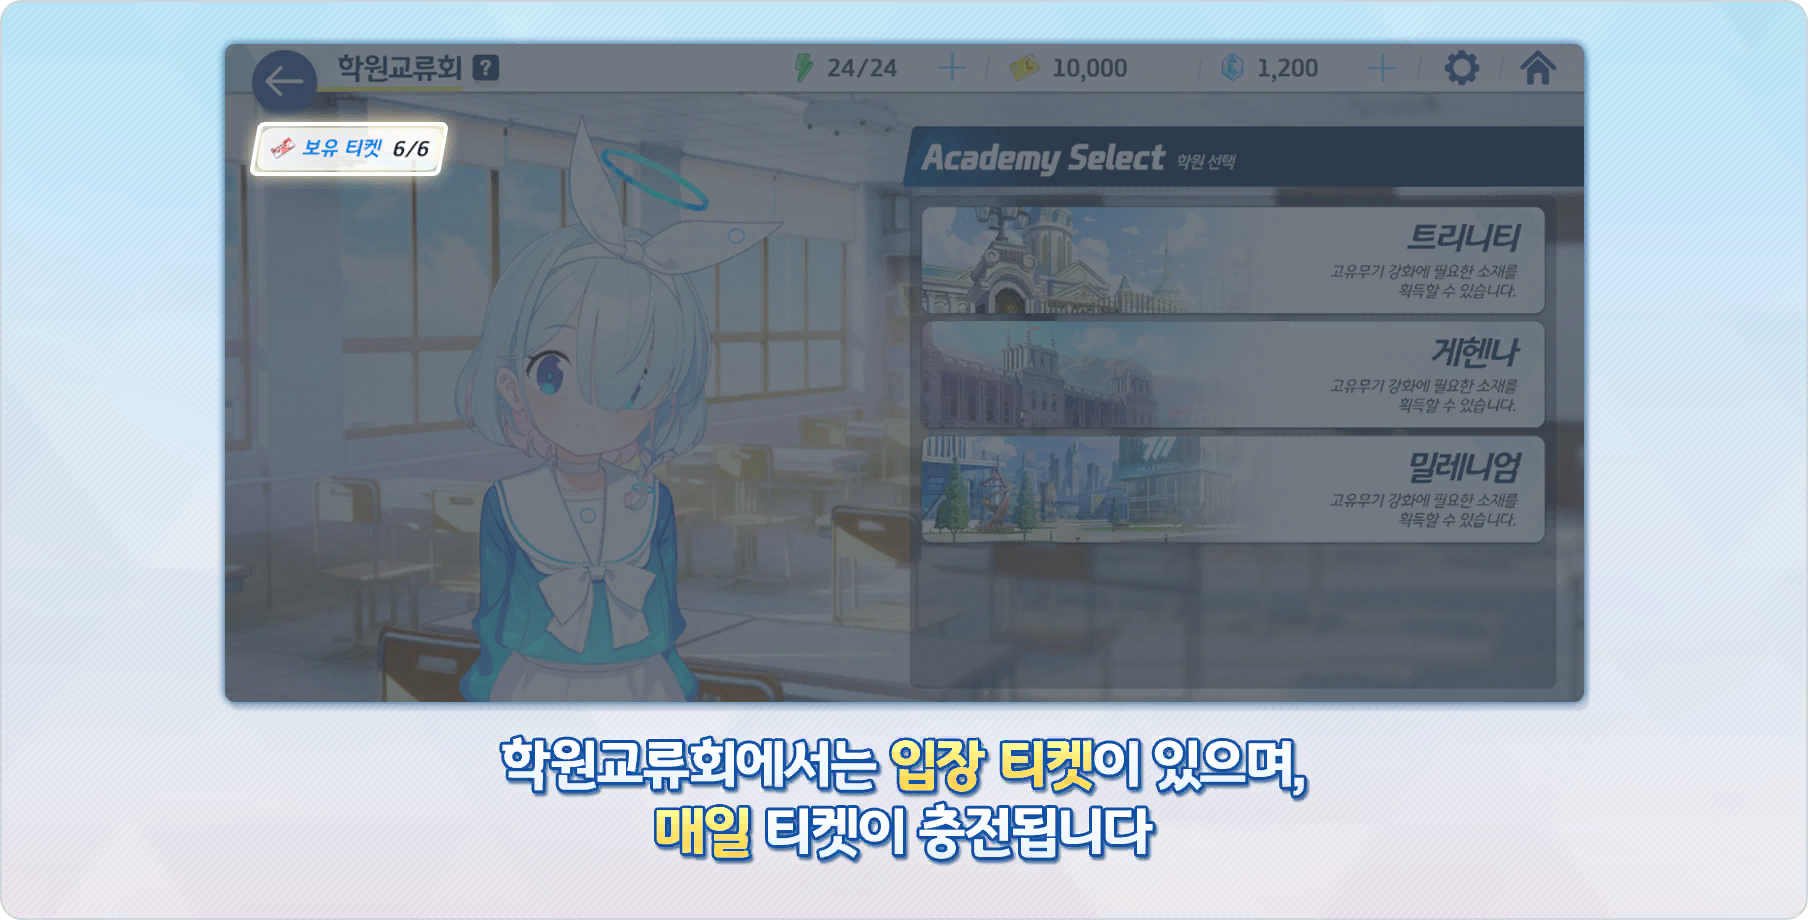 학원교류회 ?
24/24
10,000
1,200
보유 티켓 6/6
Academy Select 학원 선택
트리니티
고유무기 강화에 필요한 소재를
획득할 수 있습니다.
게헨나
고유무기 강화에 필요한 소재를
획득할 수 있습니다.
밀레니엄
고유무기 강화에 필요한 소재를
획득할 수 있습니다.
학원교류회에서는 입장 티켓이 있으며,
매일 티켓이 충전됩니다